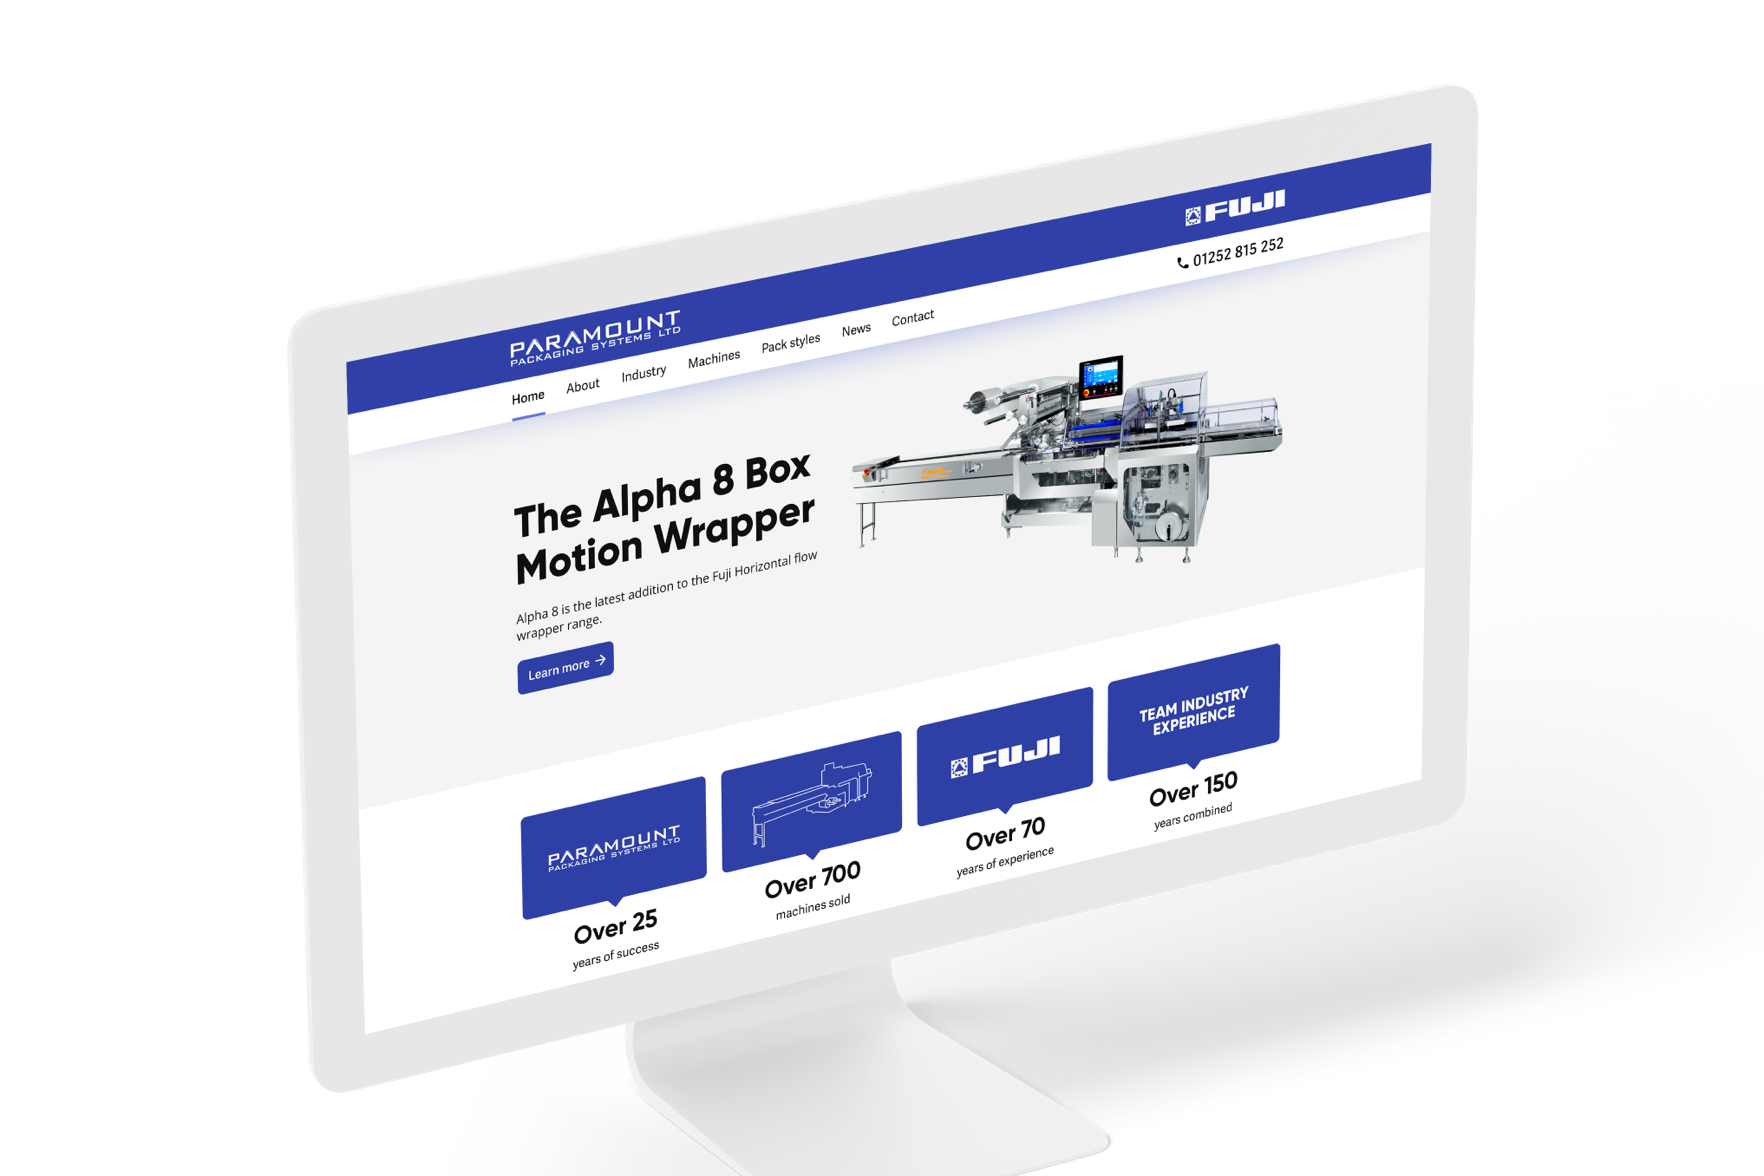 FUJI
PARAMOUNT
PACKAGING SYSTEMS LTD
01252 815 252
Home
About
Industry
Machines
Pack styles
News
Contact
The Alpha 8 Box
Motion Wrapper
Alpha 8 is the latest addition to the Fuji Horizontal flow
wrapper range.
Learn more
PARAMOUNT
PACKAGING SYSTEMS LTD
Over 25
years of success
Over 700
machines sold
FUJI
Over 70
years of experience
TEAM INDUSTRY
EXPERIENCE
Over 150
years combined